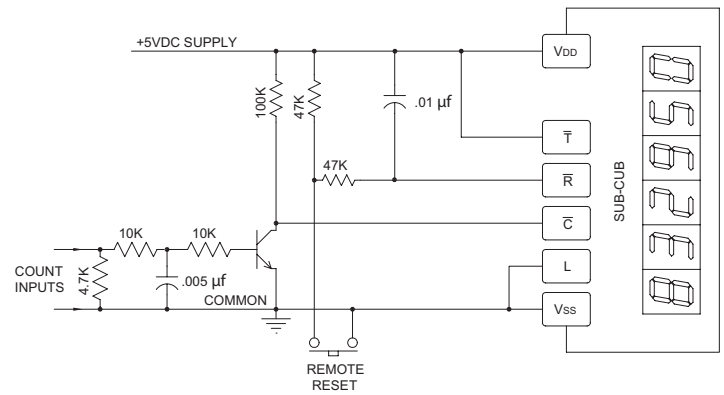 +5VDC SUPPLY
VDD
100K
47K
.01 µf
T̅
47K
R̅
SUB-CUB
C̅
10K
10K
L
COUNT
INPUTS
4.7K
.005 µf
COMMON
VSS
REMOTE
RESET